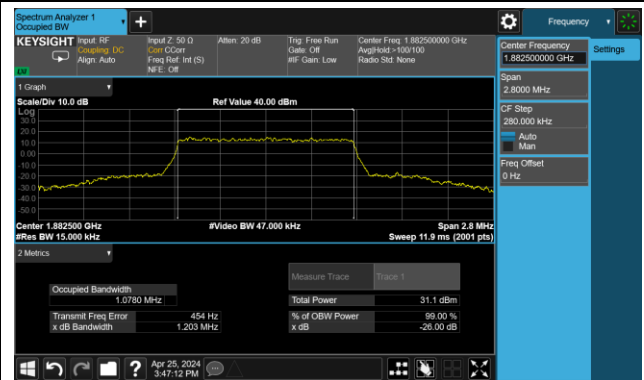 Spectrum Analyzer 1
Occupied BW
Frequency
KEYSIGHT
Input: RF
Coupling: DC
Align: Auto
Input Z: 50 Ω
Corr CCorr
Freq Ref: Int (S)
NFE: Off
Atten: 20 dB
Trig: Free Run
Gate: Off
#IF Gain: Low
Center Freq: 1.882500000 GHz
Avg|Hold:>100/100
Radio Std: None
Center Frequency
1.882500000 GHz
Settings
Span
2.8000 MHz
CF Step
280.000 kHz
Auto
Man
Freq Offset
0 Hz
1 Graph
Scale/Div 10.0 dB
Ref Value 40.00 dBm
Log
30.0
20.0
10.0
0.00
-10.0
-20.0
-30.0
-40.0
-50.0
Center 1.882500 GHz
#Video BW 47.000 kHz
Span 2.8 MHz
#Res BW 15.000 kHz
Sweep 11.9 ms (2001 pts)
2 Metrics
Measure Trace
Trace 1
Occupied Bandwidth
1.0780 MHz
Total Power
31.1 dBm
Transmit Freq Error
454 Hz
% of OBW Power
99.00 %
x dB Bandwidth
1.203 MHz
x dB
-26.00 dB
?
Apr 25, 2024
3:47:12 PM